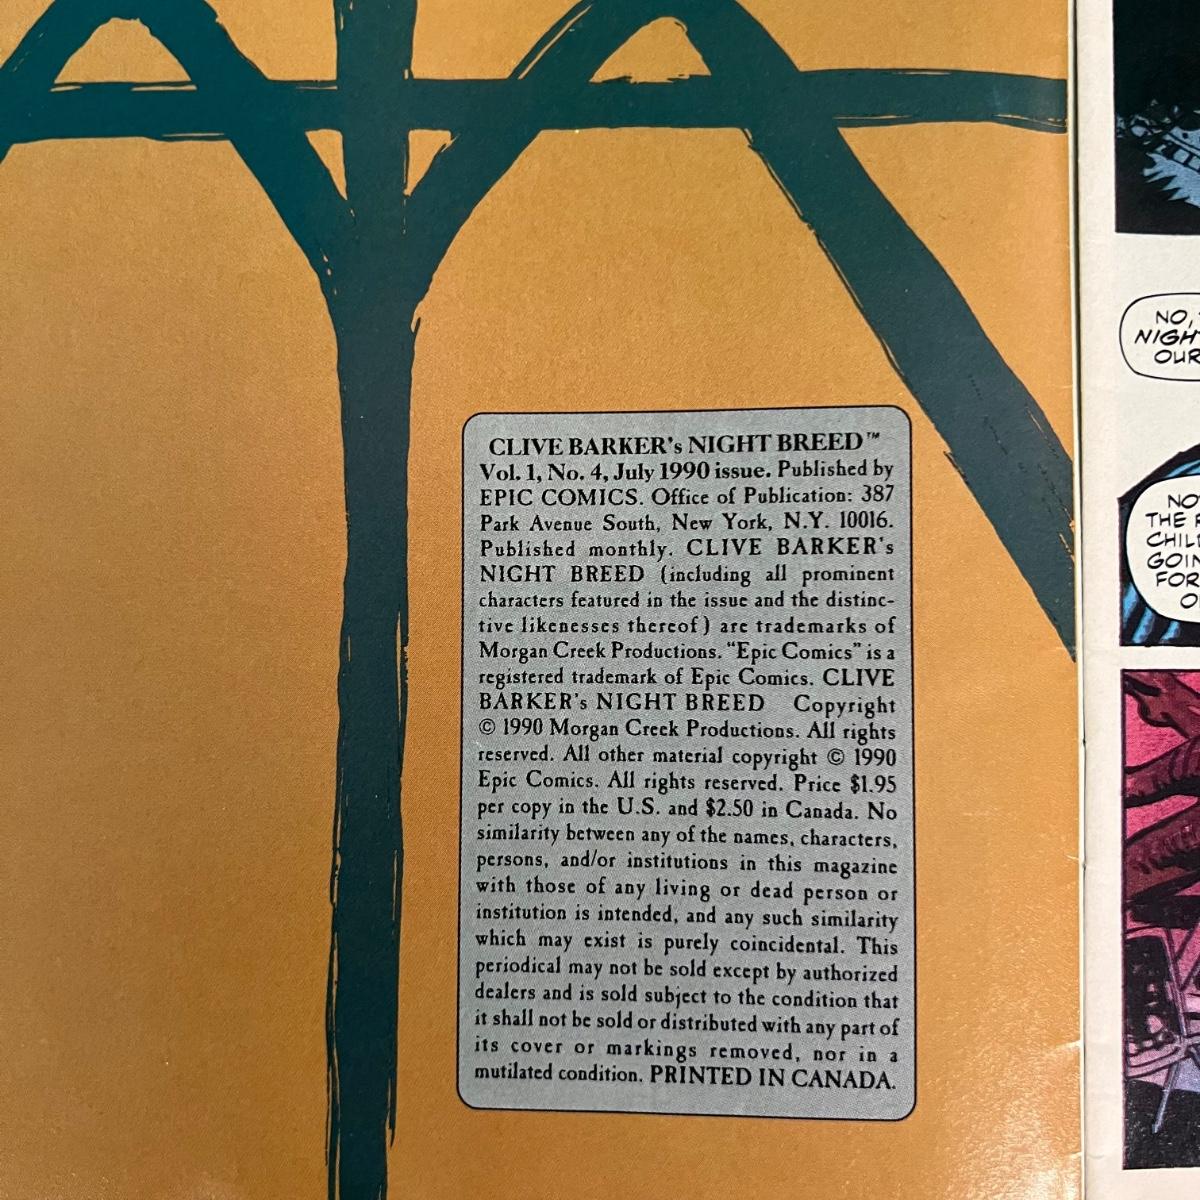 CLIVE BARKER's NIGHT BREED™
Vol. 1, No. 4, July 1990 issue. Published by
EPIC COMICS. Office of Publication: 387
Park Avenue South, New York, N.Y. 10016.
Published monthly. CLIVE BARKER's
NIGHT BREED (including all prominent
characters featured in the issue and the distinc-
tive likenesses thereof) are trademarks of
Morgan Creek Productions. “Epic Comics” is a
registered trademark of Epic Comics. CLIVE
BARKER's NIGHT BREED Copyright
© 1990 Morgan Creek Productions. All rights
reserved. All other material copyright © 1990
Epic Comics. All rights reserved. Price $1.95
per copy in the U.S. and $2.50 in Canada. No
similarity between any of the names, characters,
persons, and/or institutions in this magazine
with those of any living or dead person or
institution is intended, and any such similarity
which may exist is purely coincidental. This
periodical may not be sold except by authorized
dealers and is sold subject to the condition that
it shall not be sold or distributed with any part of
its cover or markings removed, nor in a
mutilated condition. PRINTED IN CANADA.
NO,
OUR
THE
FOR